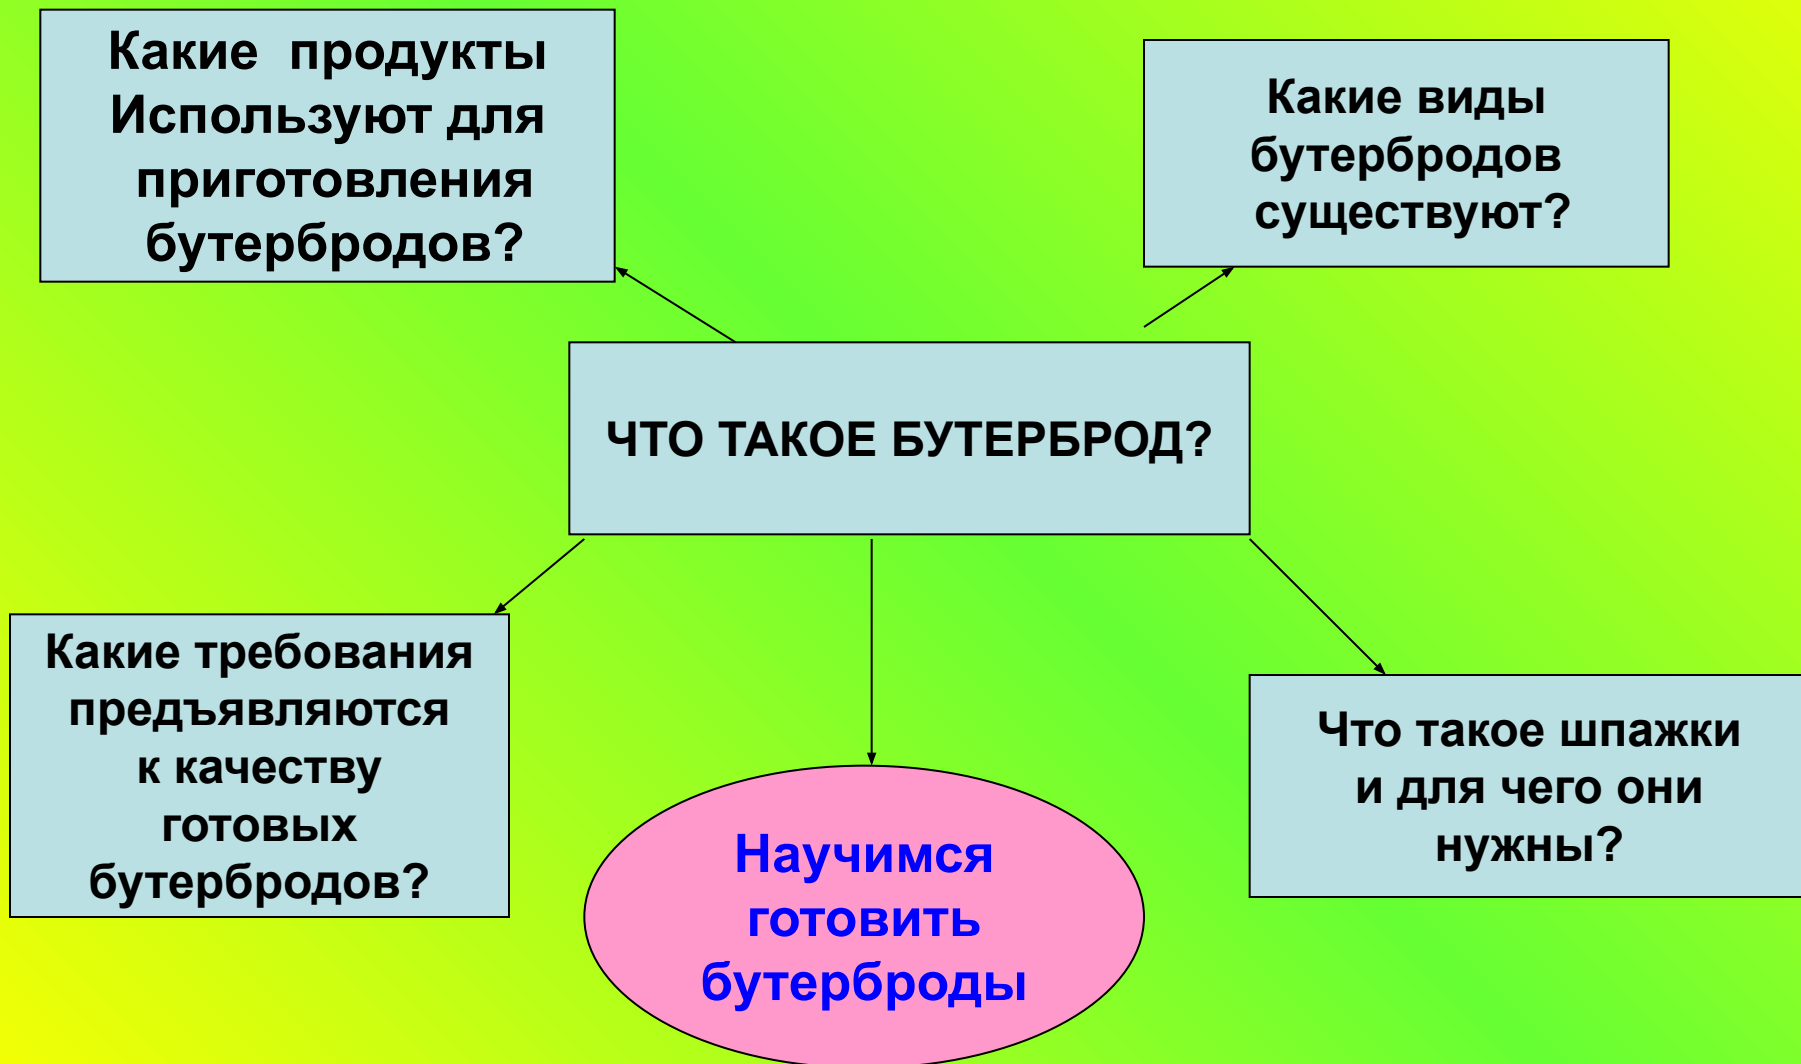 Какие продукты
Используют для
приготовления
бутербродов?
Какие виды
бутербродов
существуют?
ЧТО ТАКОЕ БУТЕРБРОД?
Какие требования
предъявляются
к качеству
готовых
бутербродов?
Научимся
готовить
бутерброды
Что такое шпажки
и для чего они
нужны?